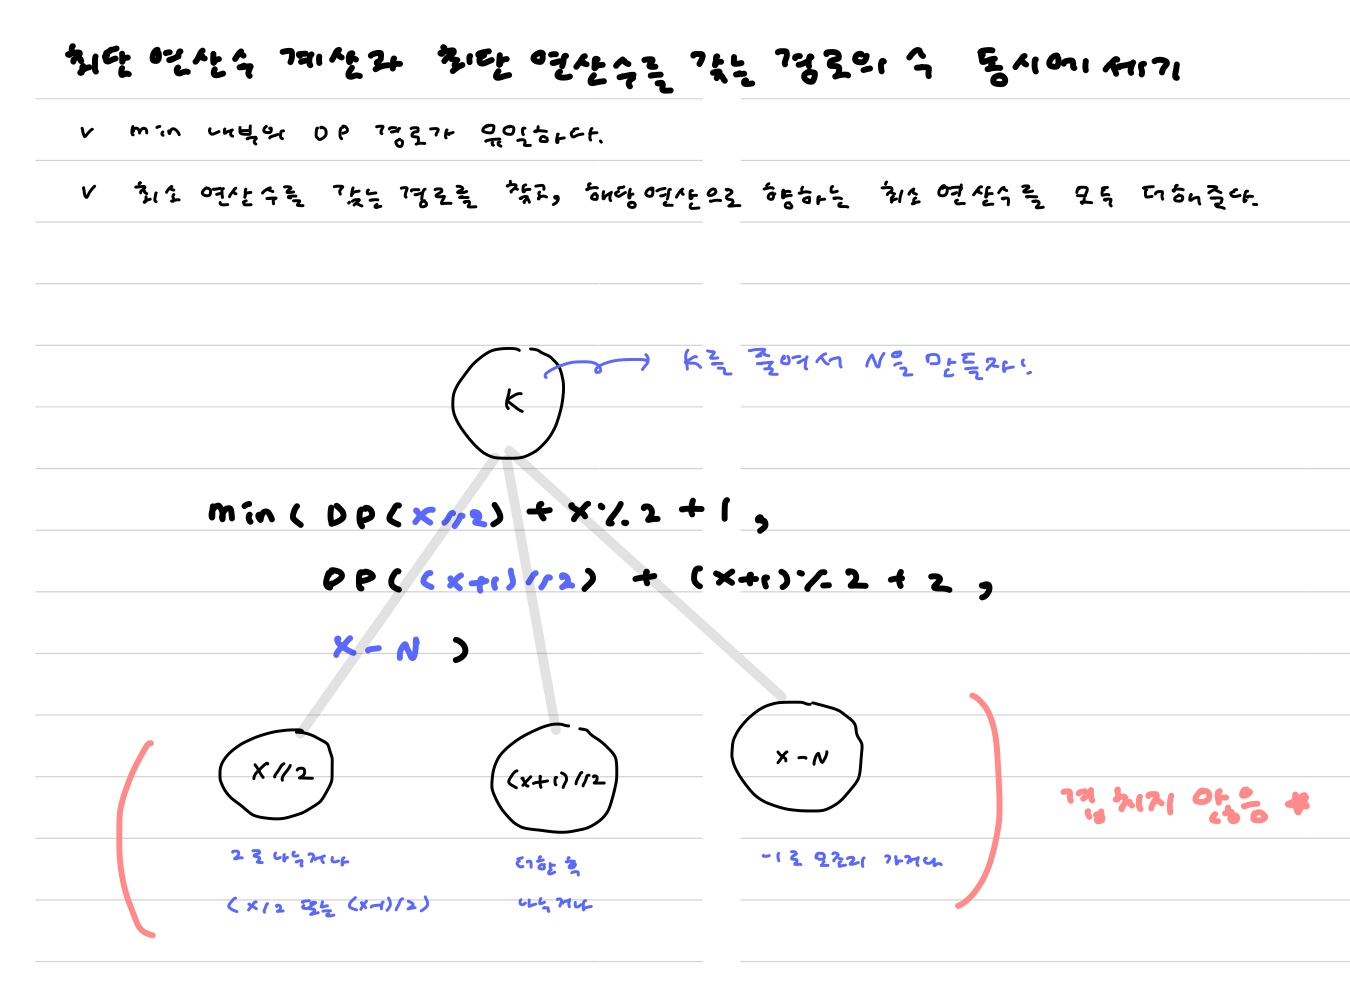 최단 연산수 계산과 최단 연산수를 갖는 경로의 수 동시에 세기
v min 내부의 DP 경로가 유일하다.
v 최소 연산수를 갖는 경로를 찾고, 해당연산으로 향하는 최소 연산수를 모두 더해준다.
K
K를 줄여서 N을 만들자!
min( DP(x//2) + x%2 + 1 ,
DP( (x+1)//2) + (x+1)%2 + 2 ,
x-N )
x//2
(x+1)//2
x-N
겹치지 않음 *
2로 나누거나
(x/2 또는 (x-1)/2)
더한 후
나누거나
-1로 모조리 가거나